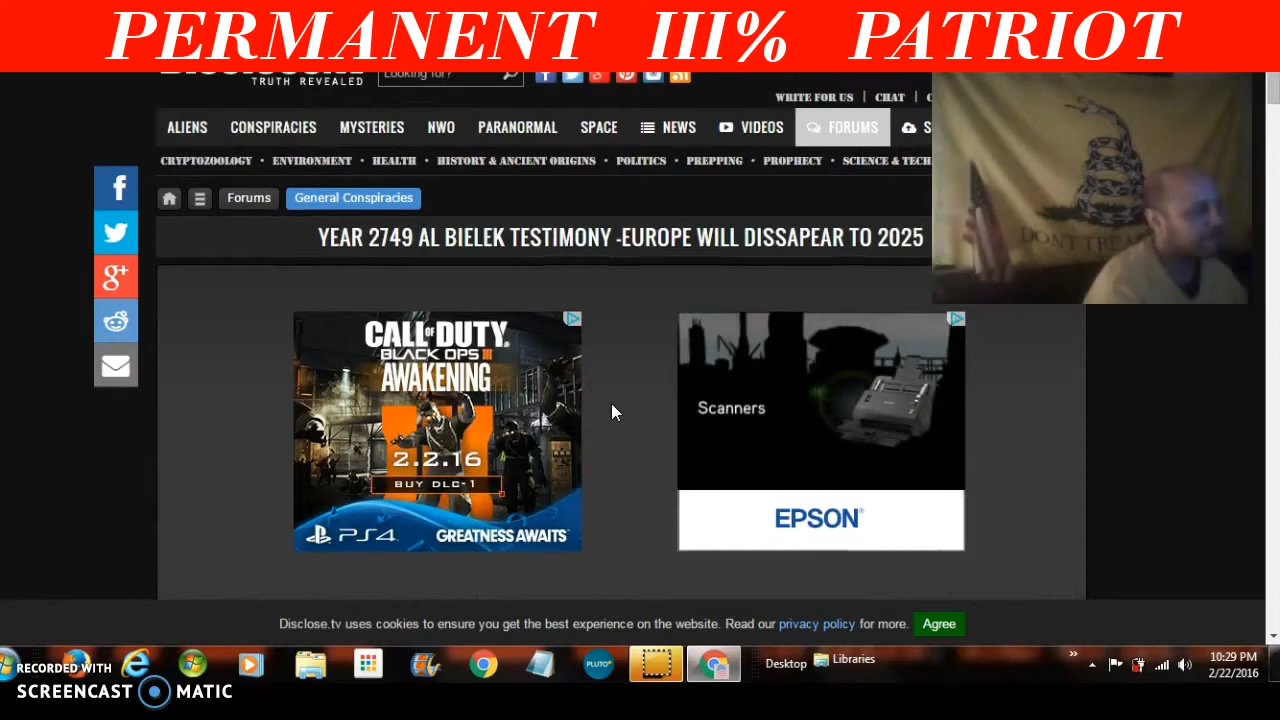 PERMANENT III% PATRIOT
TRUTH REVEALED
Looking for?
WRITE FOR US | CHAT |
ALIENS CONSPIRACIES MYSTERIES NWO PARANORMAL SPACE NEWS VIDEOS FORUMS
CRYPTOZOOLOGY • ENVIRONMENT • HEALTH • HISTORY & ANCIENT ORIGINS • POLITICS • PREPPING • PROPHECY • SCIENCE & TECH
Forums General Conspiracies
YEAR 2749 AL BIELEK TESTIMONY -EUROPE WILL DISSAPEAR TO 2025
DONT TREA
CALL OF DUTY
BLACK OPS III
AWAKENING
2.2.16
BUY DLC-1
PS4 GREATNESS AWAITS
Scanners
EPSON
Disclose.tv uses cookies to ensure you get the best experience on the website. Read our privacy policy for more. Agree
PLUTO Desktop Libraries
10:29 PM
2/22/2016
RECORDED WITH
SCREENCAST MATIC